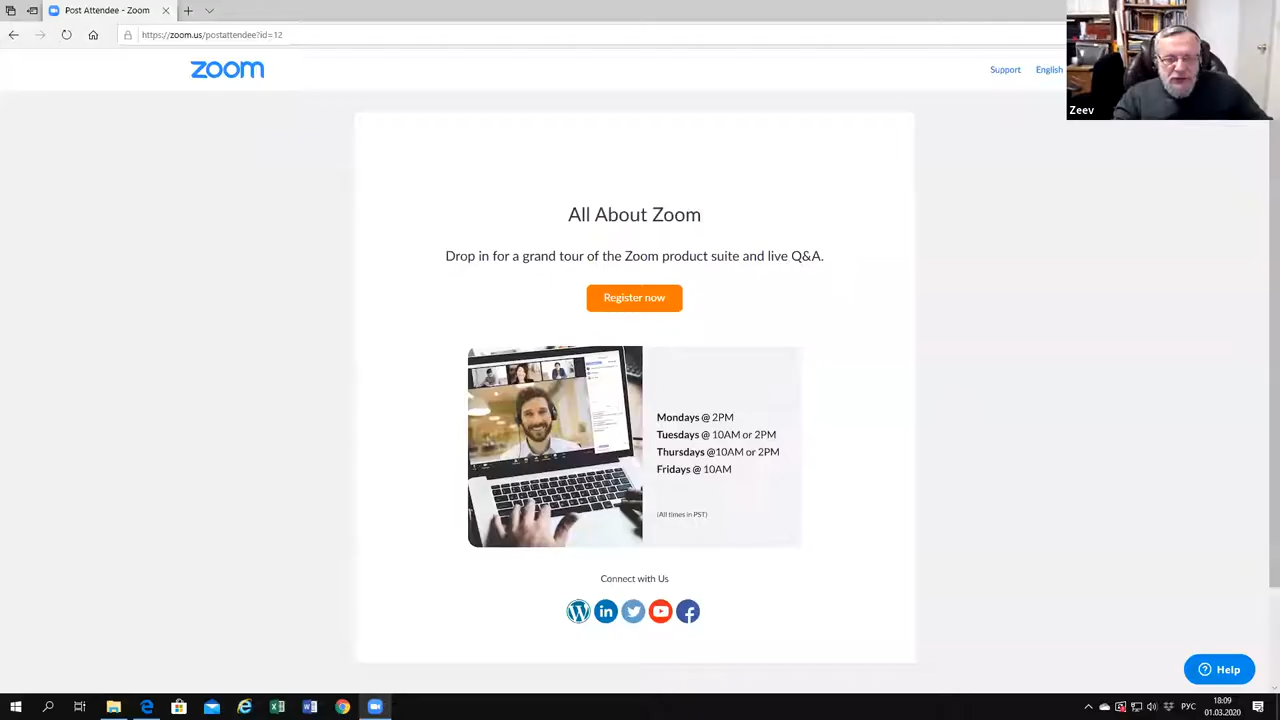 Post Attendee - Zoom
https://zoom.us/postattendee?id=12
zoom
Support
English
Zeev
All About Zoom
Drop in for a grand tour of the Zoom product suite and live Q&A.
Register now
Mondays @ 2PM
Tuesdays @ 10AM or 2PM
Thursdays @10AM or 2PM
Fridays @ 10AM
(All times in PST)
Connect with Us
Help
РУС
18:09
01.03.2020